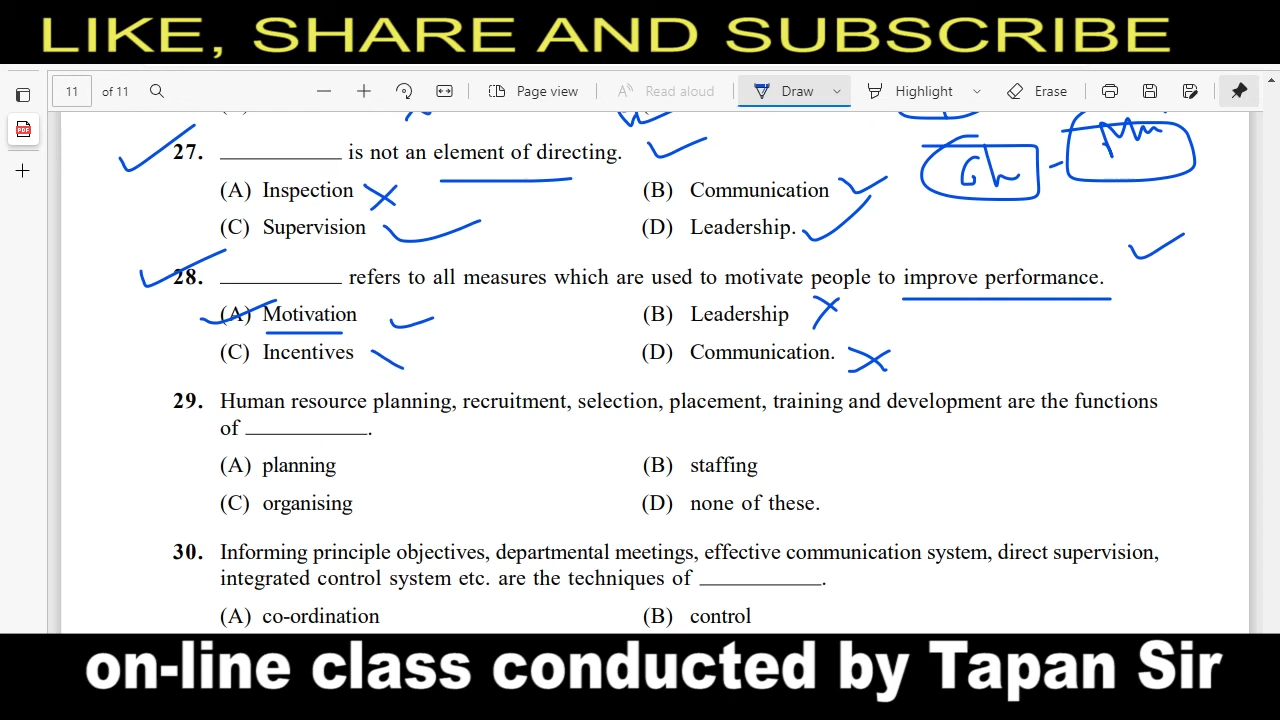 LIKE, SHARE AND SUBSCRIBE
11 of 11 Page view Read aloud Draw Highlight Erase
27. __________ is not an element of directing.
(A) Inspection (B) Communication
(C) Supervision (D) Leadership.
28. __________ refers to all measures which are used to motivate people to improve performance.
(A) Motivation (B) Leadership
(C) Incentives (D) Communication.
29. Human resource planning, recruitment, selection, placement, training and development are the functions
of __________.
(A) planning (B) staffing
(C) organising (D) none of these.
30. Informing principle objectives, departmental meetings, effective communication system, direct supervision,
integrated control system etc. are the techniques of __________.
(A) co-ordination (B) control
on-line class conducted by Tapan Sir